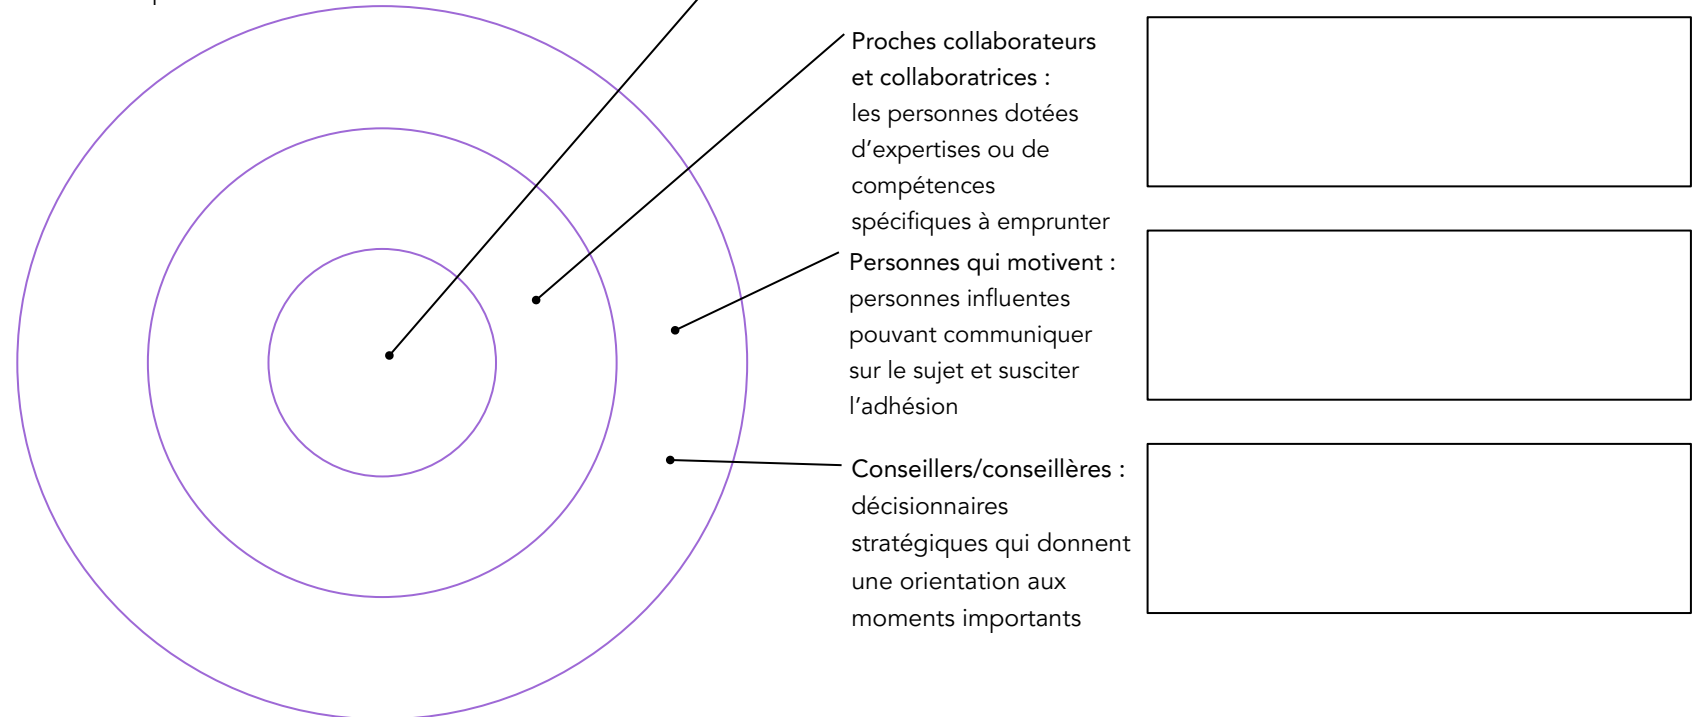 Proches collaborateurs
et collaboratrices :
les personnes dotées
d’expertises ou de
compétences
spécifiques à emprunter
Personnes qui motivent :
personnes influentes
pouvant communiquer
sur le sujet et susciter
l’adhésion
Conseillers/conseillères :
décisionnaires
stratégiques qui donnent
une orientation aux
moments importants